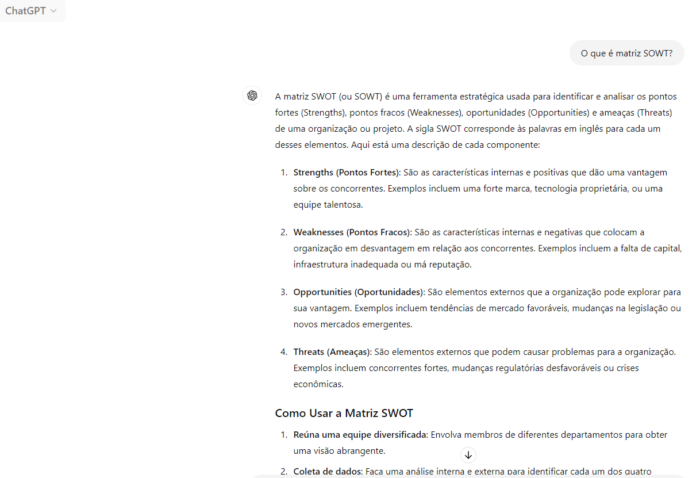 ChatGPT
O que é matriz SOWT?
A matriz SWOT (ou SOWT) é uma ferramenta estratégica usada para identificar e analisar os pontos
fortes (Strengths), pontos fracos (Weaknesses), oportunidades (Opportunities) e ameaças (Threats)
de uma organização ou projeto. A sigla SWOT corresponde às palavras em inglês para cada um
desses elementos. Aqui está uma descrição de cada componente:
1. Strengths (Pontos Fortes): São as características internas e positivas que dão uma vantagem
sobre os concorrentes. Exemplos incluem uma forte marca, tecnologia proprietária, ou uma
equipe talentosa.
2. Weaknesses (Pontos Fracos): São as características internas e negativas que colocam a
organização em desvantagem em relação aos concorrentes. Exemplos incluem a falta de capital,
infraestrutura inadequada ou má reputação.
3. Opportunities (Oportunidades): São elementos externos que a organização pode explorar para
sua vantagem. Exemplos incluem tendências de mercado favoráveis, mudanças na legislação ou
novos mercados emergentes.
4. Threats (Ameaças): São elementos externos que podem causar problemas para a organização.
Exemplos incluem concorrentes fortes, mudanças regulatórias desfavoráveis ou crises
econômicas.
Como Usar a Matriz SWOT
1. Reúna uma equipe diversificada: Envolva membros de diferentes departamentos para obter
uma visão abrangente.
2. Coleta de dados: Faça uma análise interna e externa para identificar cada um dos quatro